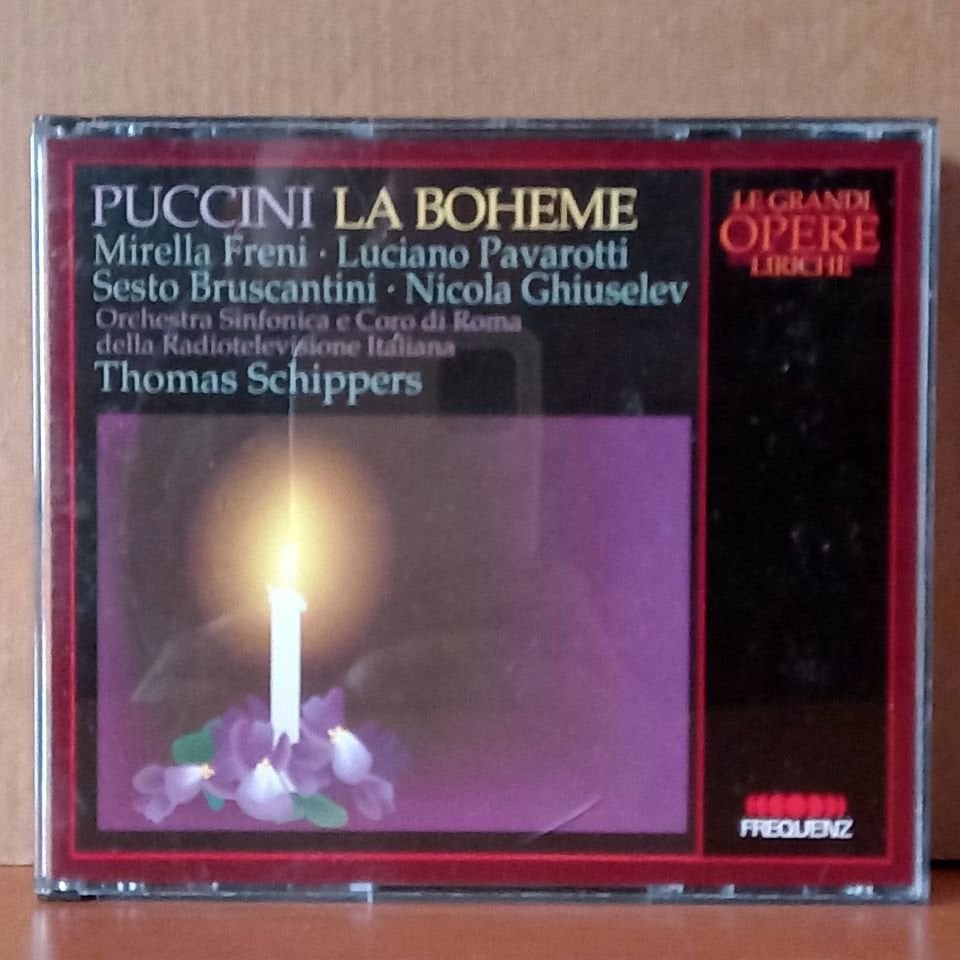 PUCCINI LA BOHEME
Mirella Freni · Luciano Pavarotti
Sesto Bruscantini · Nicola Ghiuselev
Orchestra Sinfonica e Coro di Roma
della Radiotelevisione Italiana
Thomas Schippers
LE GRANDI
OPERE
LIRICHE
FREQUENZ